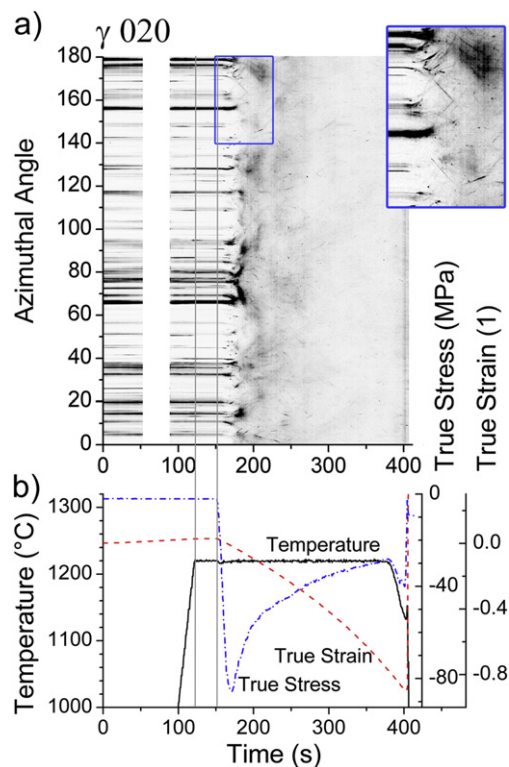 a) γ 020
180
160
140
120
100
80
60
40
20
0
Azimuthal Angle
0 100 200 300 400
True Stress (MPa)
True Strain (1)
b)
1300
1200
1100
1000
Temperature (°C)
Temperature
True Strain
True Stress
0
-40
-80
0.0
-0.4
-0.8
0 100 200 300 400
Time (s)